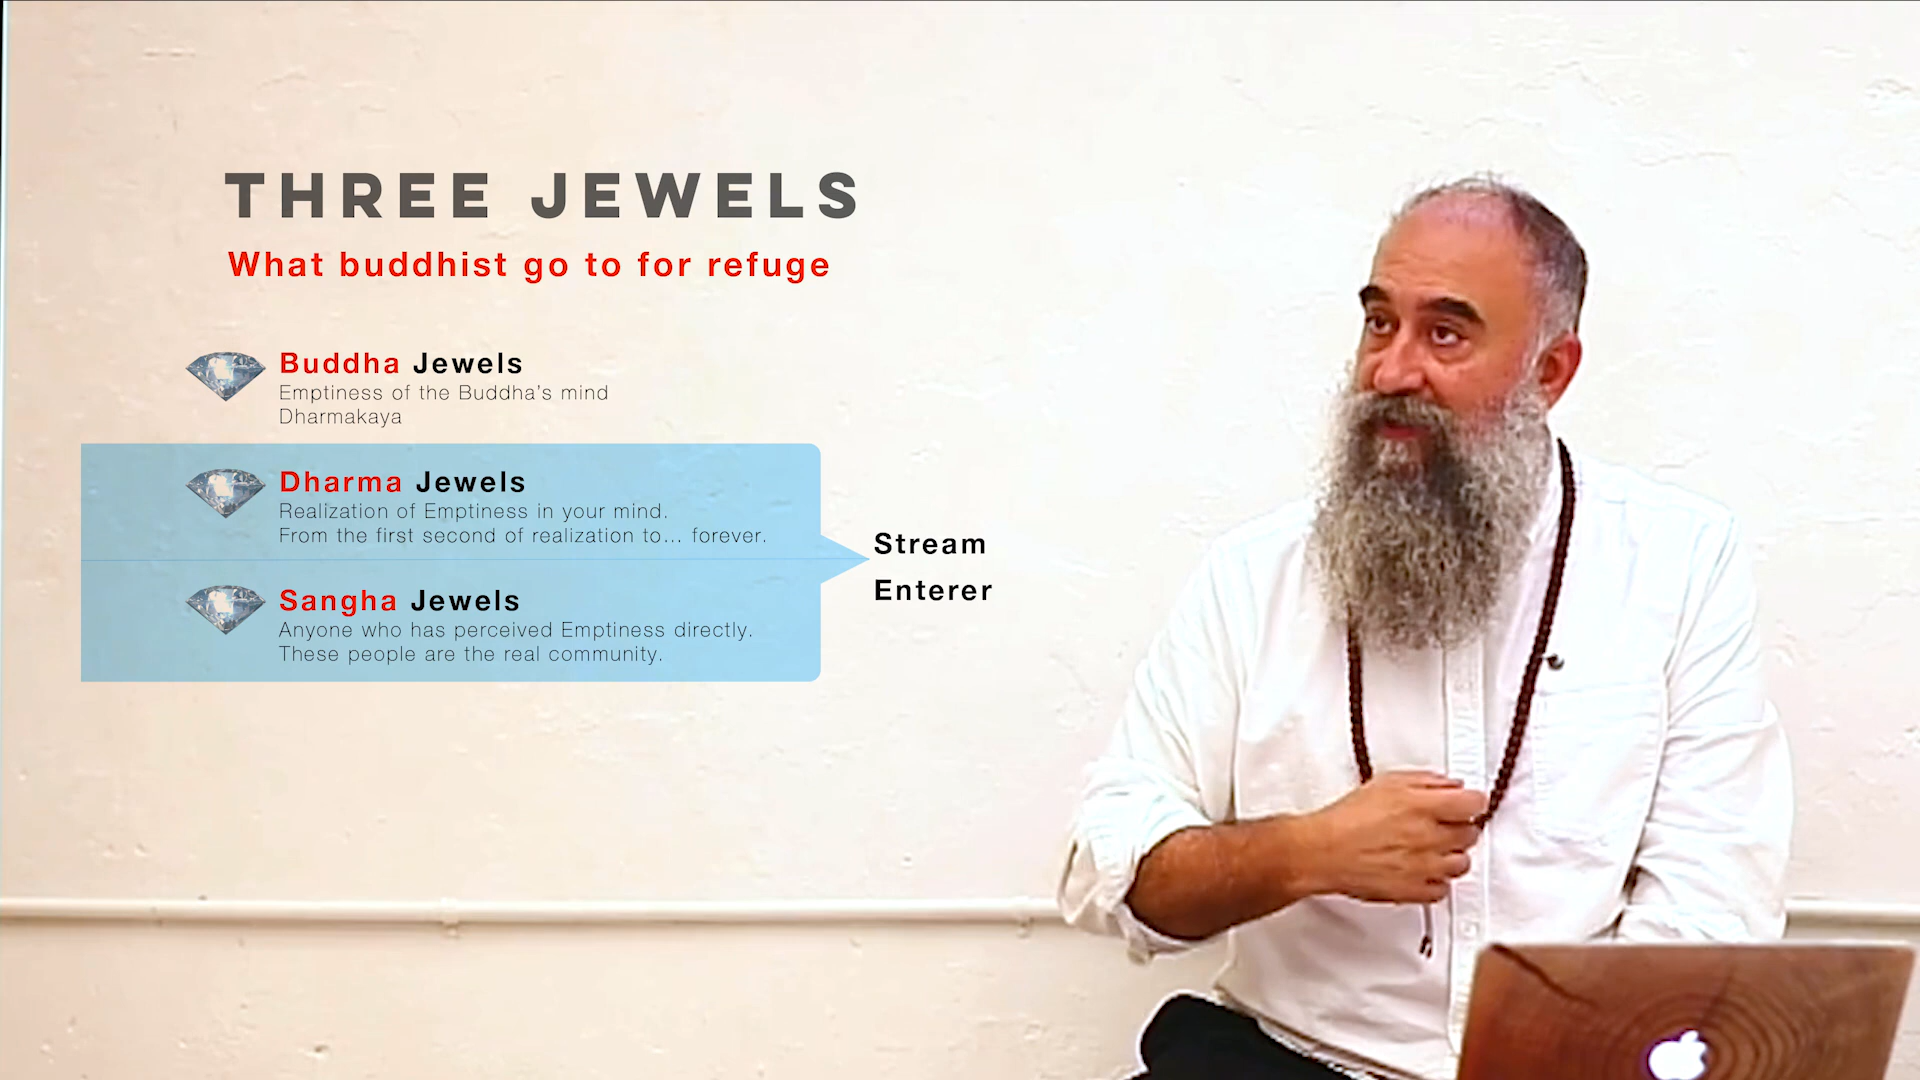 THREE JEWELS
What buddhist go to for refuge
Buddha Jewels
Emptiness of the Buddha's mind
Dharmakaya
Dharma Jewels
Realization of Emptiness in your mind.
From the first second of realization to... forever.
Sangha Jewels
Anyone who has perceived Emptiness directly.
These people are the real community.
Stream
Enterer